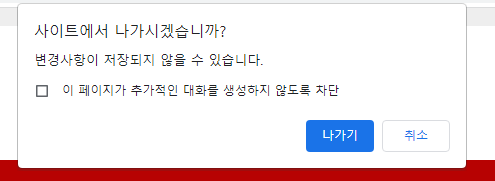 사이트에서 나가시겠습니까?
변경사항이 저장되지 않을 수 있습니다.
이 페이지가 추가적인 대화를 생성하지 않도록 차단
나가기 취소